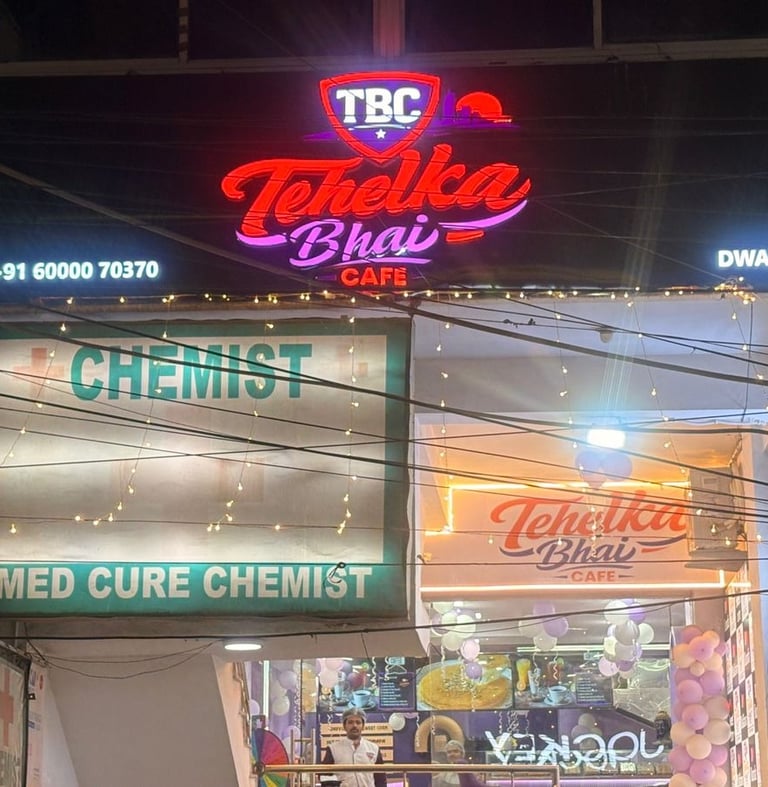 TBC
Tehelka
Bhai
CAFE
-91 60000 70370
DWA
CHEMIST
MED CURE CHEMIST
Tehelka
Bhai
CAFE
JOCKEY